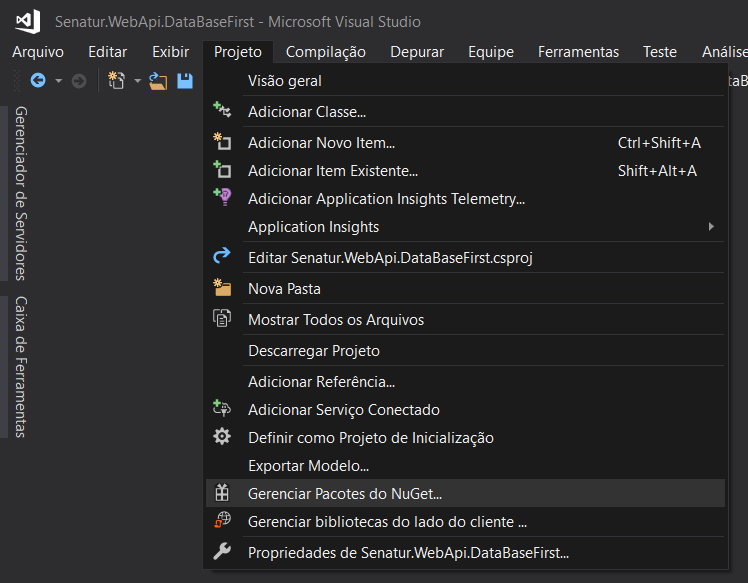 Senatur.WebApi.DataBaseFirst - Microsoft Visual Studio
Arquivo Editar Exibir Projeto Compilação Depurar Equipe Ferramentas Teste Análise
Visão geral
Adicionar Classe...
Adicionar Novo Item... Ctrl+Shift+A
Adicionar Item Existente... Shift+Alt+A
Adicionar Application Insights Telemetry...
Application Insights
Editar Senatur.WebApi.DataBaseFirst.csproj
Nova Pasta
Mostrar Todos os Arquivos
Descarregar Projeto
Adicionar Referência...
Adicionar Serviço Conectado
Definir como Projeto de Inicialização
Exportar Modelo...
Gerenciar Pacotes do NuGet...
Gerenciar bibliotecas do lado do cliente ...
Propriedades de Senatur.WebApi.DataBaseFirst...
Gerenciador de Servidores
Caixa de Ferramentas